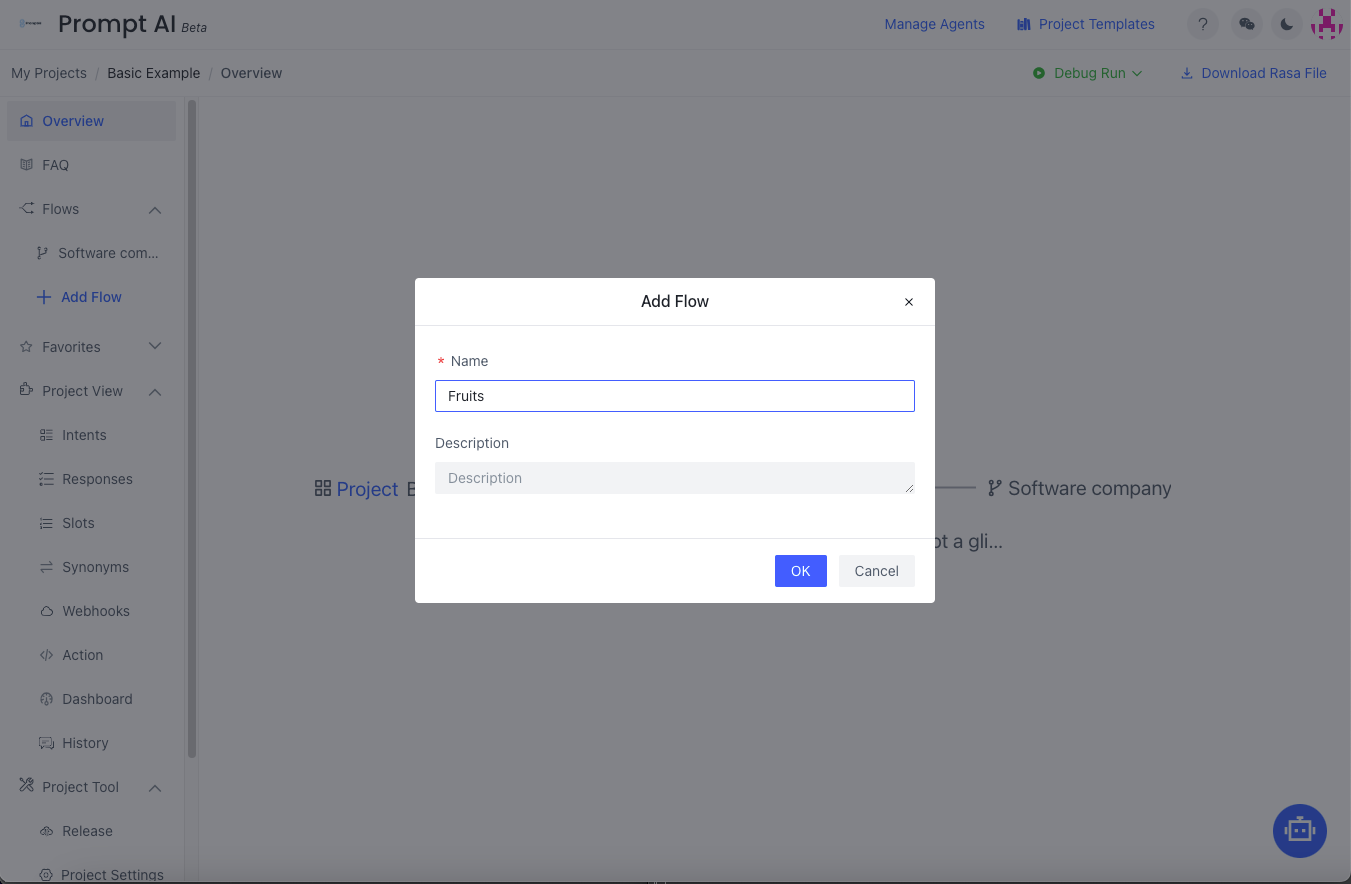 Prompt AI Beta
Manage Agents
Project Templates
?
My Projects / Basic Example / Overview
Debug Run
Download Rasa File
Overview
FAQ
Flows
Software com...
Add Flow
Favorites
Project View
Intents
Responses
Slots
Synonyms
Webhooks
Action
Dashboard
History
Project Tool
Release
Project Settings
Add Flow
* Name
Fruits
Description
Description
OK
Cancel
Project
Software company
ot a gli...